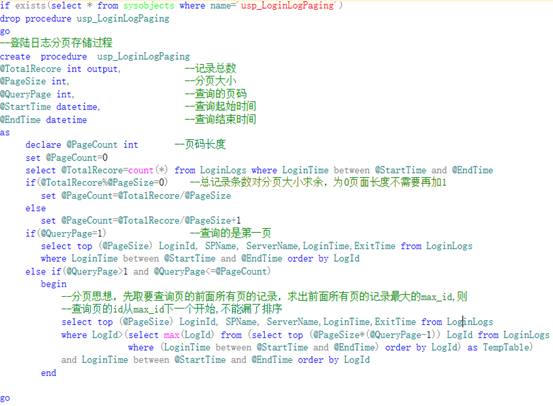 if exists(select * from sysobjects where name='usp_LoginLogPaging')
drop procedure usp_LoginLogPaging
go
--登陆日志分页存储过程
create  procedure  usp_LoginLogPaging
@TotalRecore int output,          --记录总数
@PageSize int,                    --分页大小
@QueryPage int,                   --查询的页码
@StartTime datetime,              --查询起始时间
@EndTime datetime                 --查询结束时间
as
    declare @PageCount int      --页码长度
    set @PageCount=0
    select @TotalRecore=count(*) from LoginLogs where LoginTime between @StartTime and @EndTime
    if(@TotalRecore%@PageSize=0)    --总记录条数对分页大小求余，为0页面长度不需要再加1
       set @PageCount=@TotalRecore/@PageSize
    else
       set @PageCount=@TotalRecore/@PageSize+1
    if(@QueryPage=1)              --查询的是第一页
       select top (@PageSize) LoginId, SPName, ServerName,LoginTime,ExitTime from LoginLogs
       where LoginTime between @StartTime and @EndTime order by LogId
    else if(@QueryPage>1 and @QueryPage<=@PageCount)
       begin
          --分页思想，先取要查询页的前面所有页的记录，求出前面所有页的记录最大的max_id,则
          --查询页的id从max_id下一个开始,不能漏了排序
          select top (@PageSize) LoginId, SPName, ServerName,LoginTime,ExitTime from LoginLogs
          where LogId>(select max(LogId) from (select top (@PageSize*(@QueryPage-1)) LogId from LoginLogs
                     where (LoginTime between @StartTime and @EndTime) order by LogId) as TempTable)
          and LoginTime between @StartTime and @EndTime order by LogId
       end
go